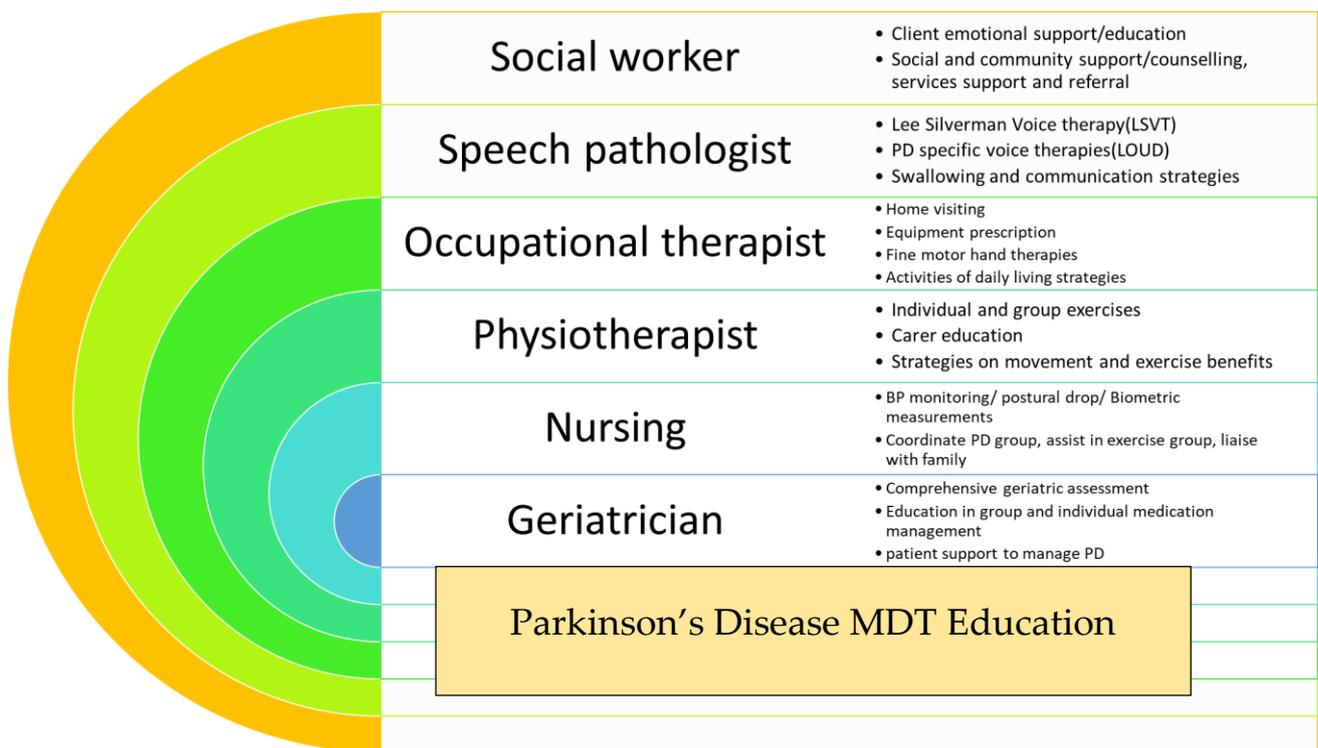 Social worker
• Client emotional support/education
• Social and community support/counselling,
services support and referral
Speech pathologist
• Lee Silverman Voice therapy(LSVT)
• PD specific voice therapies(LOUD)
• Swallowing and communication strategies
Occupational therapist
• Home visiting
• Equipment prescription
• Fine motor hand therapies
• Activities of daily living strategies
Physiotherapist
• Individual and group exercises
• Carer education
• Strategies on movement and exercise benefits
Nursing
• BP monitoring/ postural drop/ Biometric
measurements
• Coordinate PD group, assist in exercise group, liaise
with family
Geriatrician
• Comprehensive geriatric assessment
• Education in group and individual medication
management
• patient support to manage PD
Parkinson’s Disease MDT Education